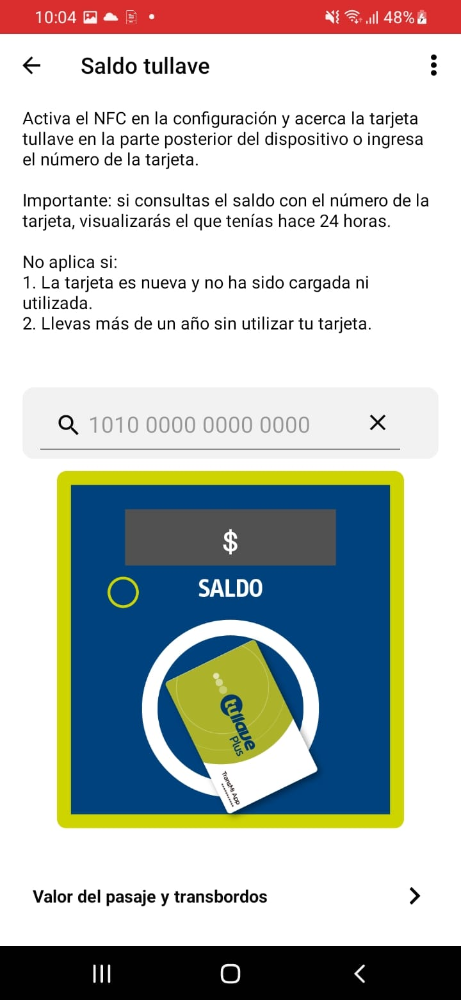 10:04
48%
Saldo tullave
Activa el NFC en la configuración y acerca la tarjeta
tullave en la parte posterior del dispositivo o ingresa
el número de la tarjeta.
Importante: si consultas el saldo con el número de la
tarjeta, visualizarás el que tenías hace 24 horas.
No aplica si:
1. La tarjeta es nueva y no ha sido cargada ni
utilizada.
2. Llevas más de un año sin utilizar tu tarjeta.
1010 0000 0000 0000
$
SALDO
tullave
Plus
TransMi App
Valor del pasaje y transbordos